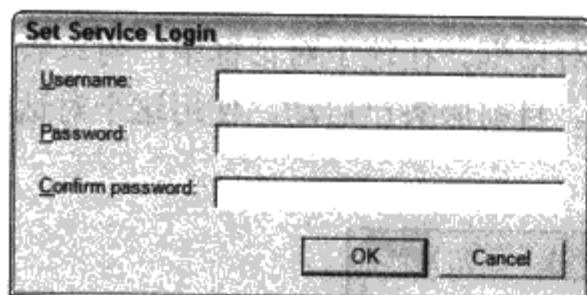 Set Service Login
Username:
Password:
Confirm password:
OK Cancel